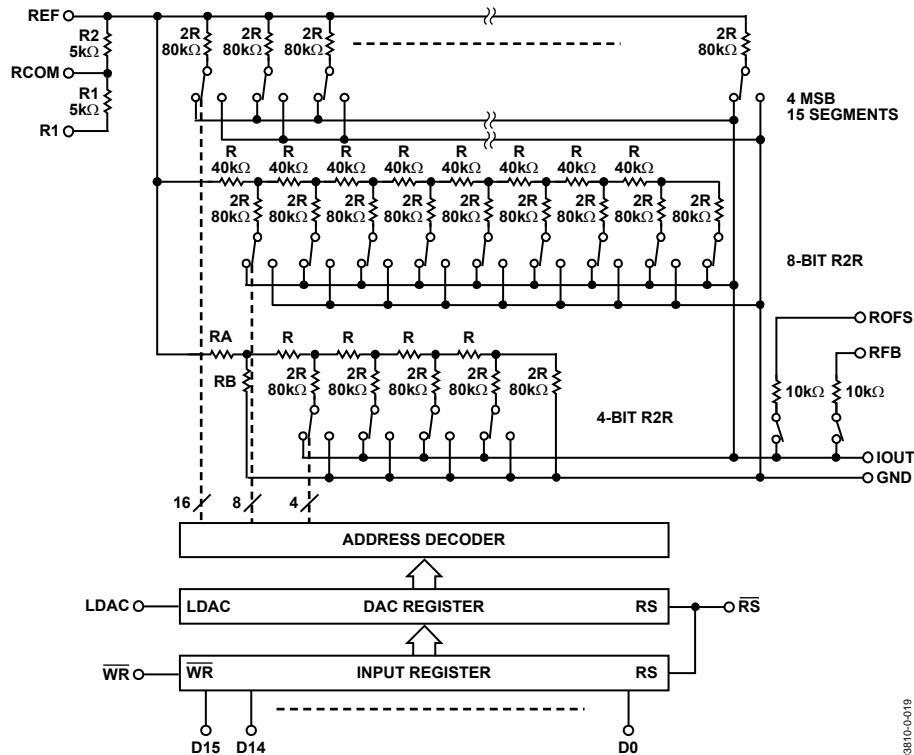 REF
R2
5kΩ
RCOM
R1
5kΩ
R1
2R 2R 2R 2R
80kΩ 80kΩ 80kΩ 80kΩ
4 MSB
15 SEGMENTS
R R R R R R R R
40kΩ 40kΩ 40kΩ 40kΩ 40kΩ 40kΩ 40kΩ 40kΩ
2R 2R 2R 2R 2R 2R 2R 2R 2R
80kΩ 80kΩ 80kΩ 80kΩ 80kΩ 80kΩ 80kΩ 80kΩ 80kΩ
8-BIT R2R
ROFS
RA R R R R
RFB
RB
2R 2R 2R 2R 2R
80kΩ 80kΩ 80kΩ 80kΩ 80kΩ
10kΩ 10kΩ
4-BIT R2R
IOUT
GND
16 8 4
ADDRESS DECODER
LDAC LDAC DAC REGISTER RS R̅S̅
W̅R̅ W̅R̅ INPUT REGISTER RS
D15 D14 D0
03810-0-019